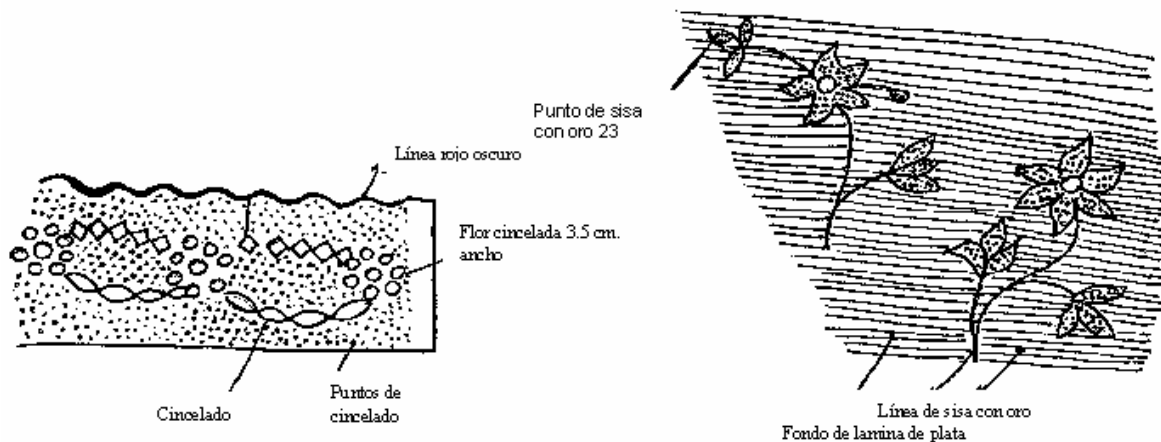 Línea rojo oscuro
Flor cincelada 3.5 cm.
ancho
Cincelado
Puntos de
cincelado
Punto de sisa
con oro 23
Línea de sisa con oro
Fondo de lamina de plata